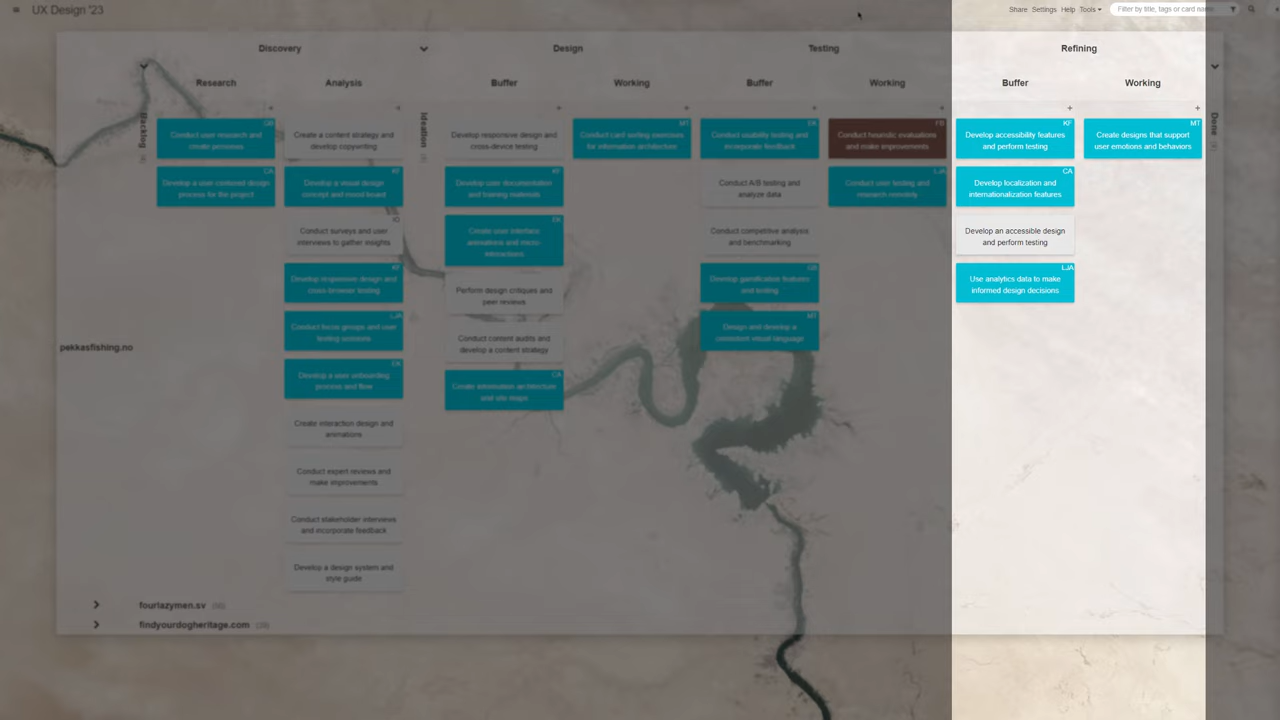 UX Design '23
Share Settings Help Tools
Filter by title, tags or card name
Discovery
Design
Testing
Refining
Research
Analysis
Buffer
Working
Buffer
Working
Buffer
Working
Backlog
Conduct user research and
create personas
Develop a user-centered design
process for the project
CA
Create a content strategy and
develop copywriting
Develop a visual design
concept and mood board
KF
Conduct surveys and user
interviews to gather insights
Develop responsive design and
cross-browser testing
KF
Conduct focus groups and user
testing sessions
LJA
Develop a user onboarding
process and flow
EK
Create interaction design and
animations
Conduct expert reviews and
make improvements
Conduct stakeholder interviews
and incorporate feedback
Develop a design system and
style guide
Ideation
Develop responsive design and
cross-device testing
Develop user documentation
and training materials
KF
Create user interface
animations and micro-
interactions
EK
Perform design critiques and
peer reviews
Conduct content audits and
develop a content strategy
Create information architecture
and site maps
CA
Conduct card sorting exercises
for information architecture
MT
Conduct usability testing and
incorporate feedback
EK
Conduct A/B testing and
analyze data
Conduct competitive analysis
and benchmarking
Develop gamification features
and testing
Design and develop a
consistent visual language
MT
Conduct heuristic evaluations
and make improvements
Conduct user testing and
research remotely
LJA
KF
Develop accessibility features
and perform testing
CA
Develop localization and
internationalization features
Develop an accessible design
and perform testing
LJA
Use analytics data to make
informed design decisions
MT
Create designs that support
user emotions and behaviors
Done
pekkasfishing.no
fourlazymen.sv
findyourdogheritage.com